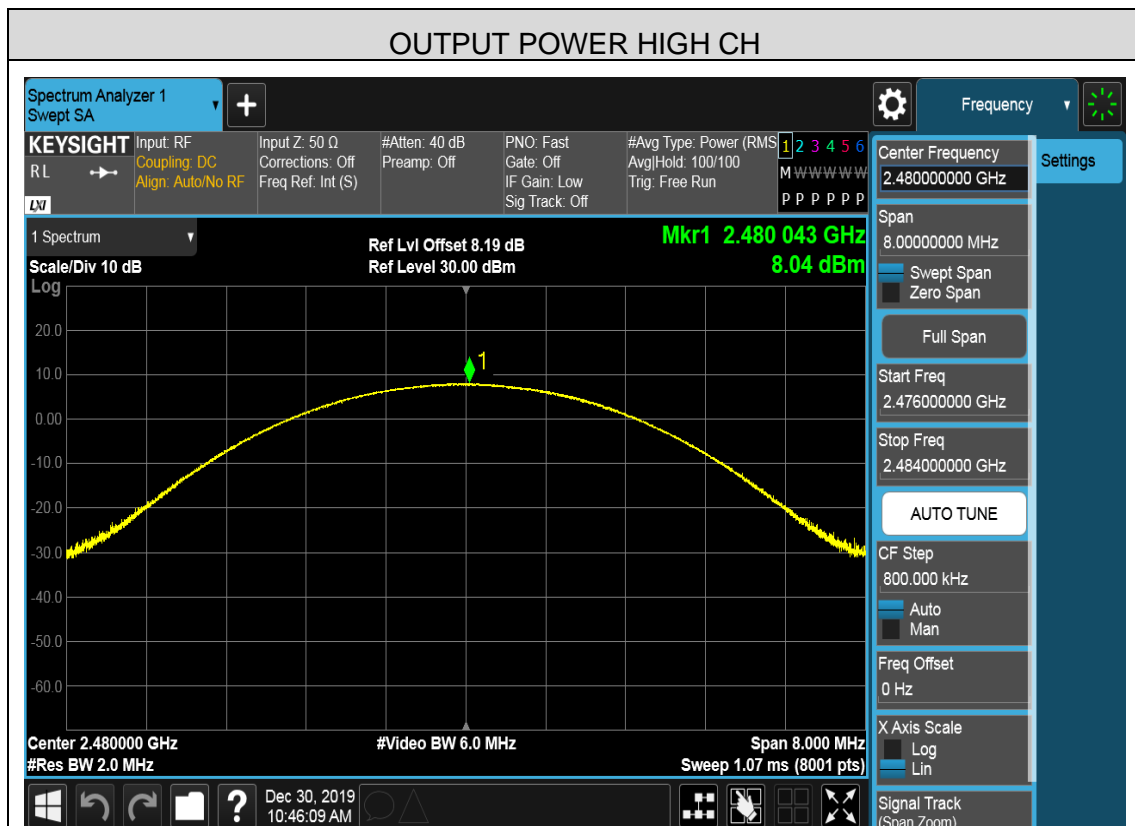 OUTPUT POWER HIGH CH
Spectrum Analyzer 1
Swept SA
Frequency
KEYSIGHT
RL
LXI
Input: RF
Coupling: DC
Align: Auto/No RF
Input Z: 50 Ω
Corrections: Off
Freq Ref: Int (S)
#Atten: 40 dB
Preamp: Off
PNO: Fast
Gate: Off
IF Gain: Low
Sig Track: Off
#Avg Type: Power (RMS
Avg|Hold: 100/100
Trig: Free Run
1 2 3 4 5 6
M W W W W W
P P P P P P
1 Spectrum
Scale/Div 10 dB
Log
Ref Lvl Offset 8.19 dB
Ref Level 30.00 dBm
Mkr1 2.480 043 GHz
8.04 dBm
20.0
10.0
0.00
-10.0
-20.0
-30.0
-40.0
-50.0
-60.0
1
Center 2.480000 GHz
#Res BW 2.0 MHz
#Video BW 6.0 MHz
Span 8.000 MHz
Sweep 1.07 ms (8001 pts)
Center Frequency
2.480000000 GHz
Settings
Span
8.00000000 MHz
Swept Span
Zero Span
Full Span
Start Freq
2.476000000 GHz
Stop Freq
2.484000000 GHz
AUTO TUNE
CF Step
800.000 kHz
Auto
Man
Freq Offset
0 Hz
X Axis Scale
Log
Lin
Signal Track
(Span Zoom)
?
Dec 30, 2019
10:46:09 AM